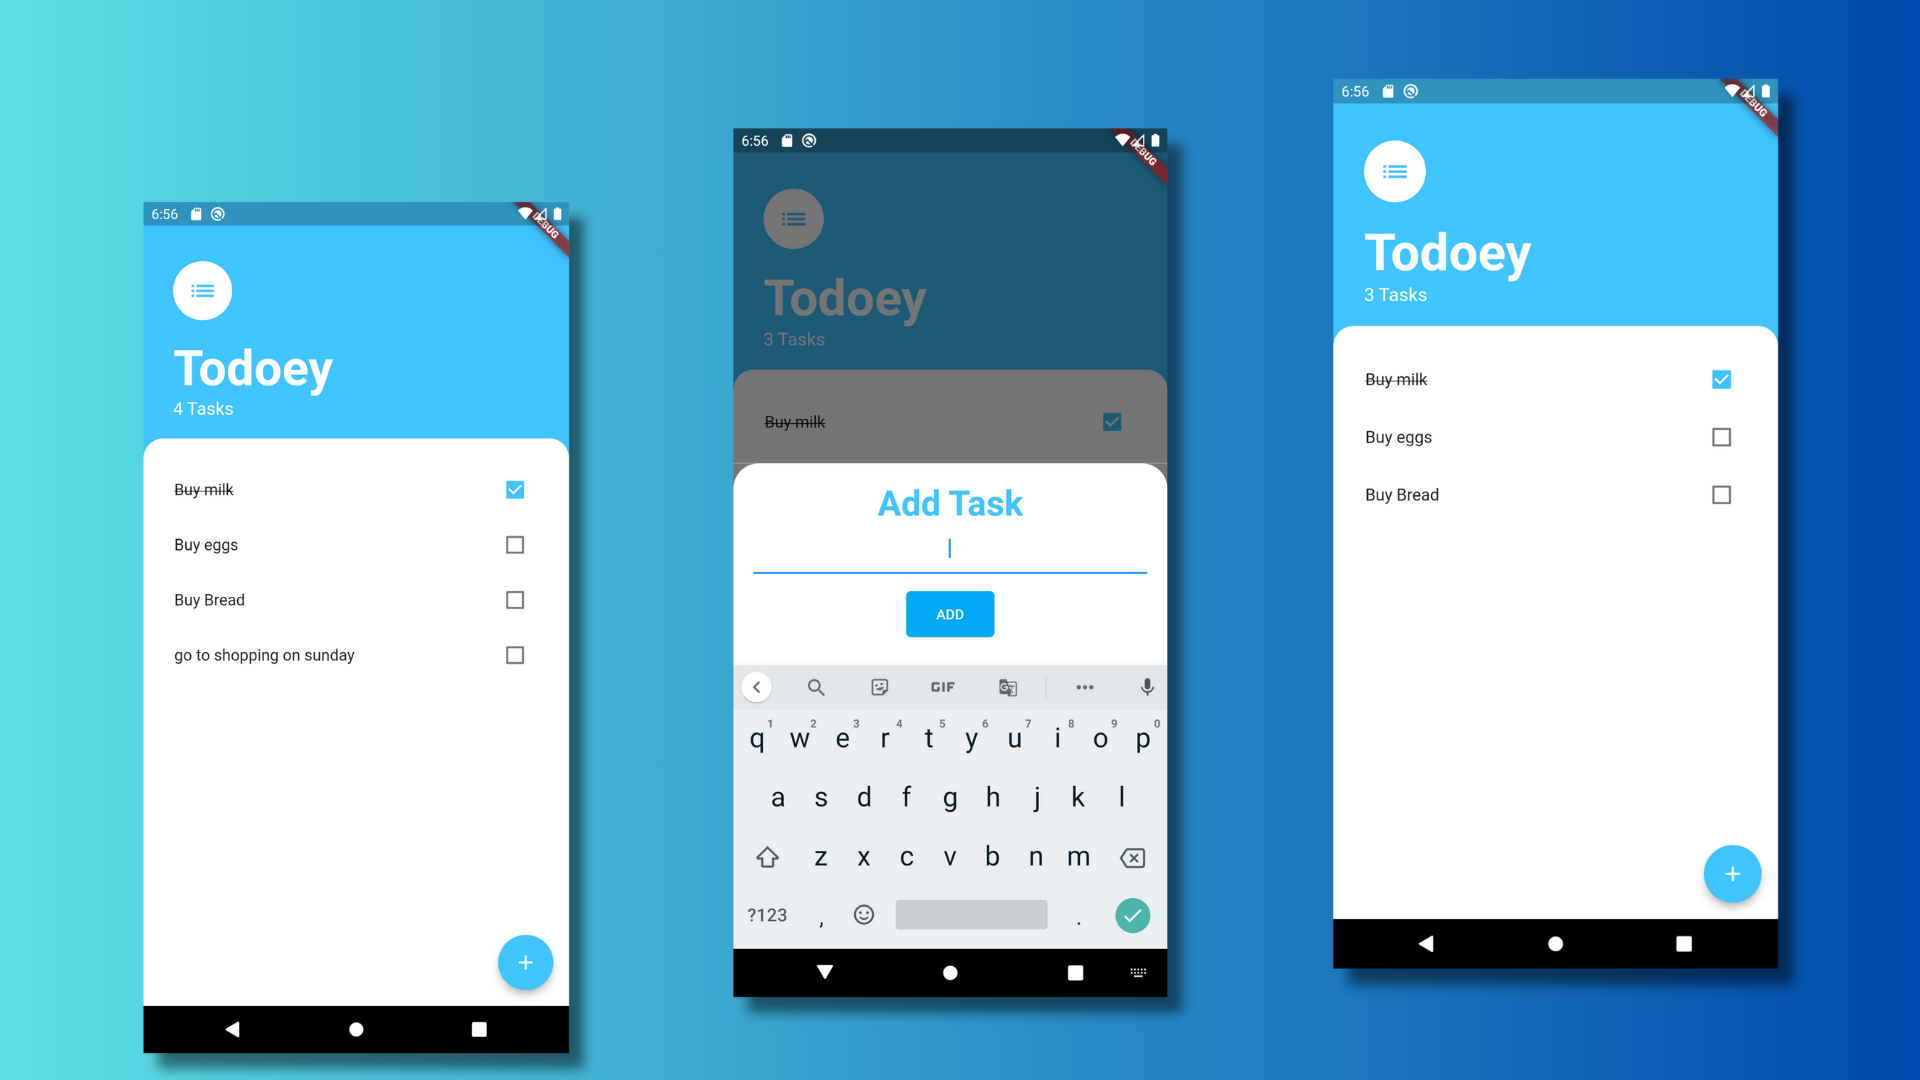 6:56
DEBUG
Todoey
4 Tasks
Buy milk
Buy eggs
Buy Bread
go to shopping on sunday
+
6:56
DEBUG
Todoey
3 Tasks
Buy milk
Add Task
ADD
GIF
1 2 3 4 5 6 7 8 9 0
q w e r t y u i o p
a s d f g h j k l
z x c v b n m
?123 , .
6:56
DEBUG
Todoey
3 Tasks
Buy milk
Buy eggs
Buy Bread
+